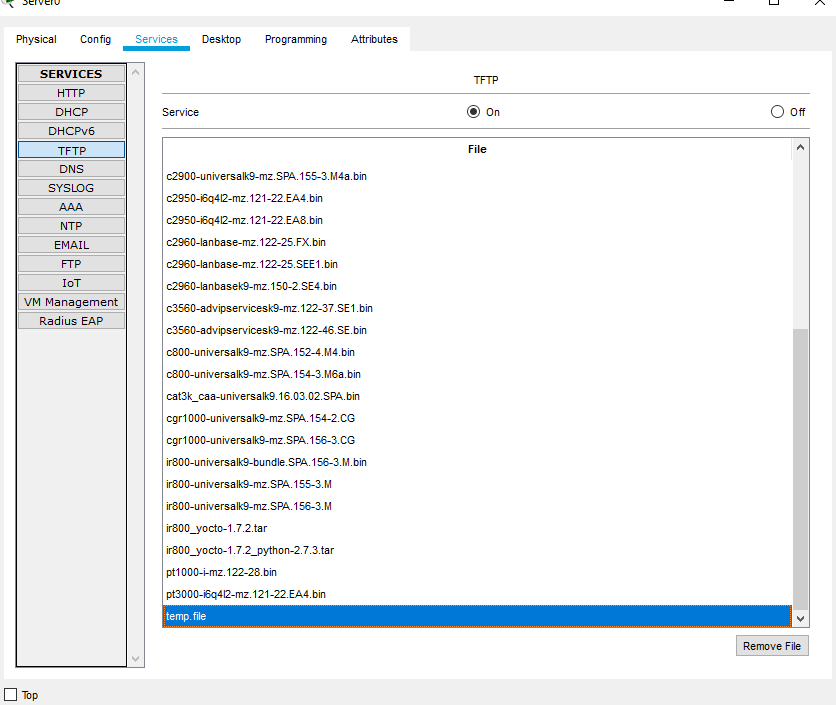 Server0
Physical Config Services Desktop Programming Attributes
SERVICES
HTTP
DHCP
DHCPv6
TFTP
DNS
SYSLOG
AAA
NTP
EMAIL
FTP
IoT
VM Management
Radius EAP
TFTP
Service On Off
File
c2900-universalk9-mz.SPA.155-3.M4a.bin
c2950-i6q4l2-mz.121-22.EA4.bin
c2950-i6q4l2-mz.121-22.EA8.bin
c2960-lanbase-mz.122-25.FX.bin
c2960-lanbase-mz.122-25.SEE1.bin
c2960-lanbasek9-mz.150-2.SE4.bin
c3560-advipservicesk9-mz.122-37.SE1.bin
c3560-advipservicesk9-mz.122-46.SE.bin
c800-universalk9-mz.SPA.152-4.M4.bin
c800-universalk9-mz.SPA.154-3.M6a.bin
cat3k_caa-universalk9.16.03.02.SPA.bin
cgr1000-universalk9-mz.SPA.154-2.CG
cgr1000-universalk9-mz.SPA.156-3.CG
ir800-universalk9-bundle.SPA.156-3.M.bin
ir800-universalk9-mz.SPA.155-3.M
ir800-universalk9-mz.SPA.156-3.M
ir800_yocto-1.7.2.tar
ir800_yocto-1.7.2_python-2.7.3.tar
pt1000-i-mz.122-28.bin
pt3000-i6q4l2-mz.121-22.EA4.bin
temp.file
Remove File
Top